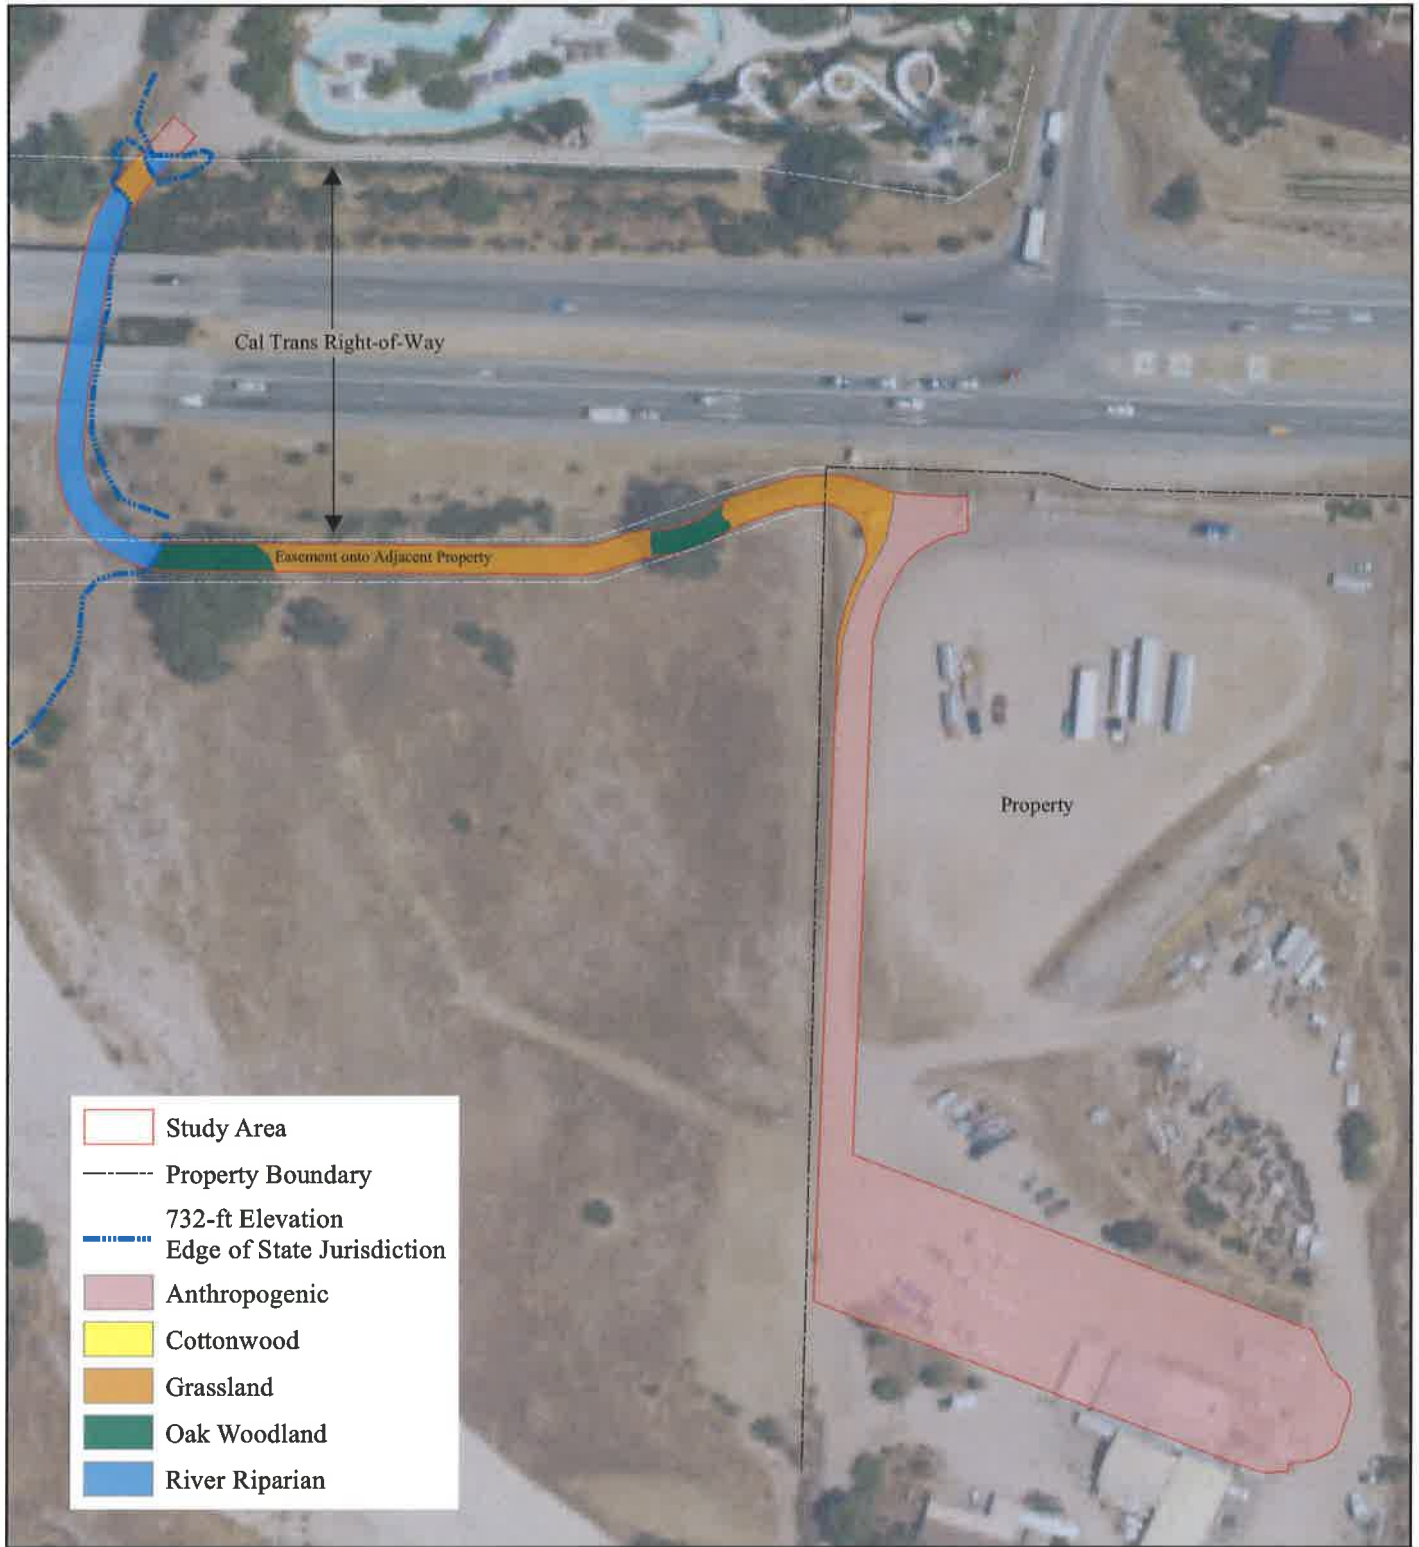 Cal Trans Right-of-Way
Easement onto Adjacent Property
Property
Study Area
Property Boundary
732-ft Elevation
Edge of State Jurisdiction
Anthropogenic
Cottonwood
Grassland
Oak Woodland
River Riparian